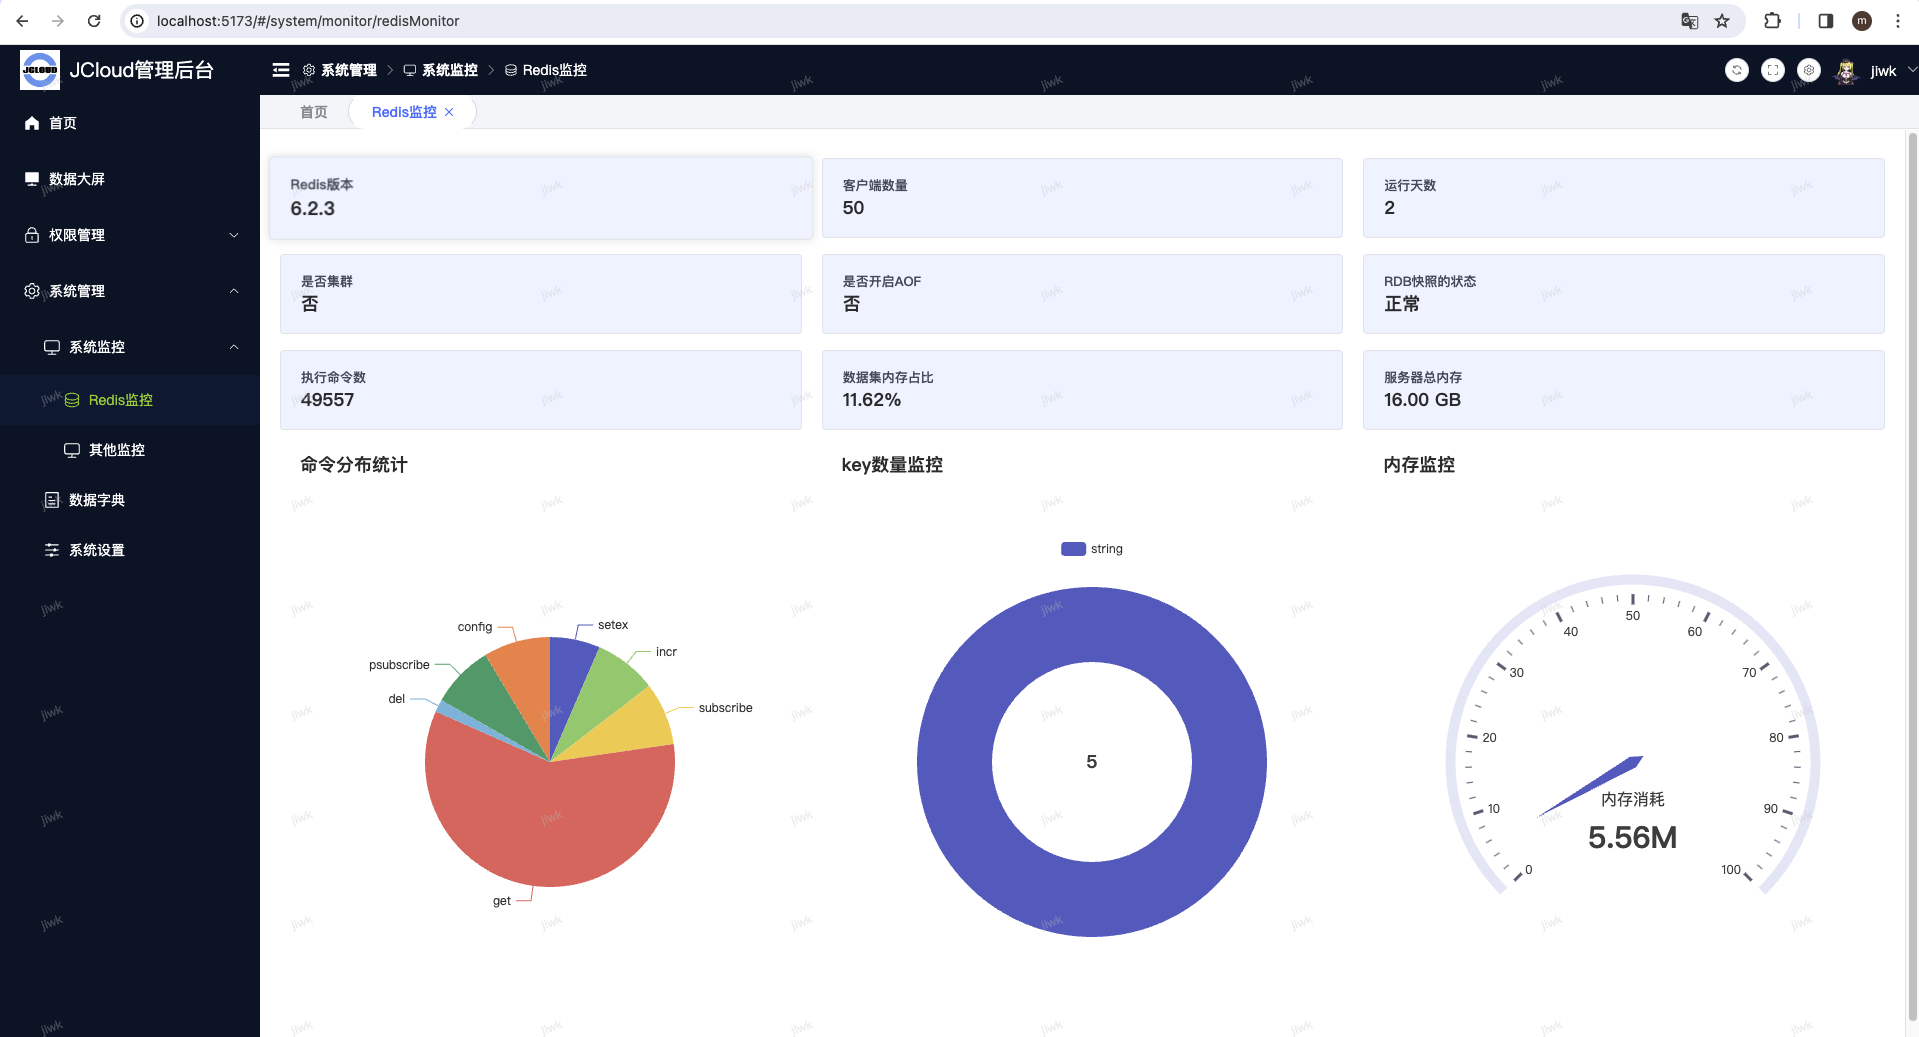 localhost:5173/#/system/monitor/redisMonitor
m
JCLOUD
JCloud管理后台
系统管理
系统监控
Redis监控
jiwk
首页
数据大屏
权限管理
系统管理
系统监控
Redis监控
其他监控
数据字典
系统设置
首页
Redis监控
Redis版本
6.2.3
客户端数量
50
运行天数
2
是否集群
否
是否开启AOF
否
RDB快照的状态
正常
执行命令数
49557
数据集内存占比
11.62%
服务器总内存
16.00 GB
命令分布统计
config
setex
incr
psubscribe
del
subscribe
get
key数量监控
string
5
内存监控
0
10
20
30
40
50
60
70
80
90
100
内存消耗
5.56M
jiwk